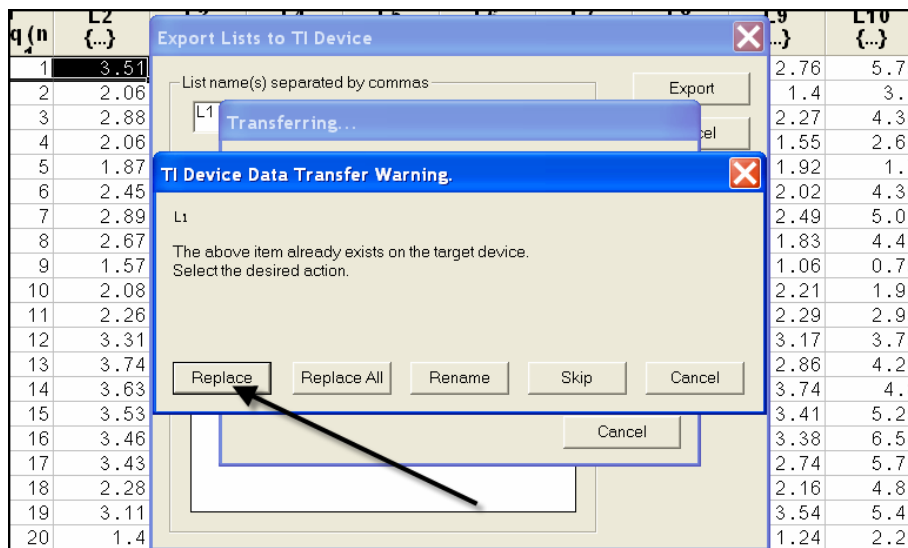 L2 L9 L10
q(n {...} ...} {...}
Export Lists to TI Device
List name(s) separated by commas
Export
L1
Transferring...
TI Device Data Transfer Warning.
L1
The above item already exists on the target device.
Select the desired action.
Replace Replace All Rename Skip Cancel
Cancel
1 3.51 2.76 5.7
2 2.06 1.4 3.
3 2.88 2.27 4.3
4 2.06 1.55 2.6
5 1.87 1.92 1.
6 2.45 2.02 4.3
7 2.89 2.49 5.0
8 2.67 1.83 4.4
9 1.57 1.06 0.7
10 2.08 2.21 1.9
11 2.26 2.29 2.9
12 3.31 3.17 3.7
13 3.74 2.86 4.2
14 3.63 3.74 4.
15 3.53 3.41 5.2
16 3.46 3.38 6.5
17 3.43 2.74 5.7
18 2.28 2.16 4.8
19 3.11 3.54 5.4
20 1.4 1.24 2.2